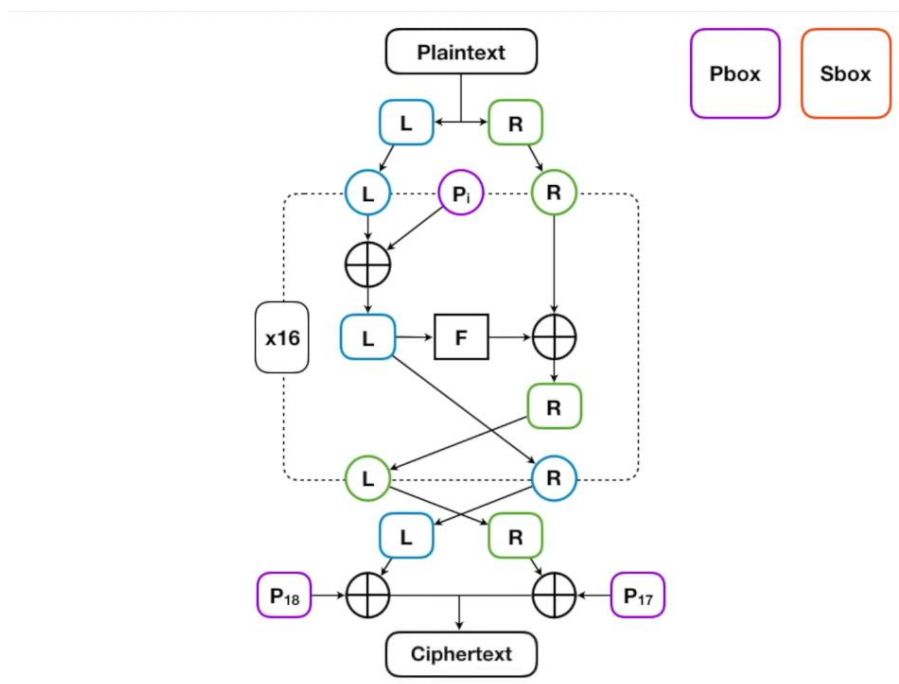 Plaintext
Pbox
Sbox
L
R
L
Pi
R
L
F
x16
R
L
R
L
R
P18
P17
Ciphertext